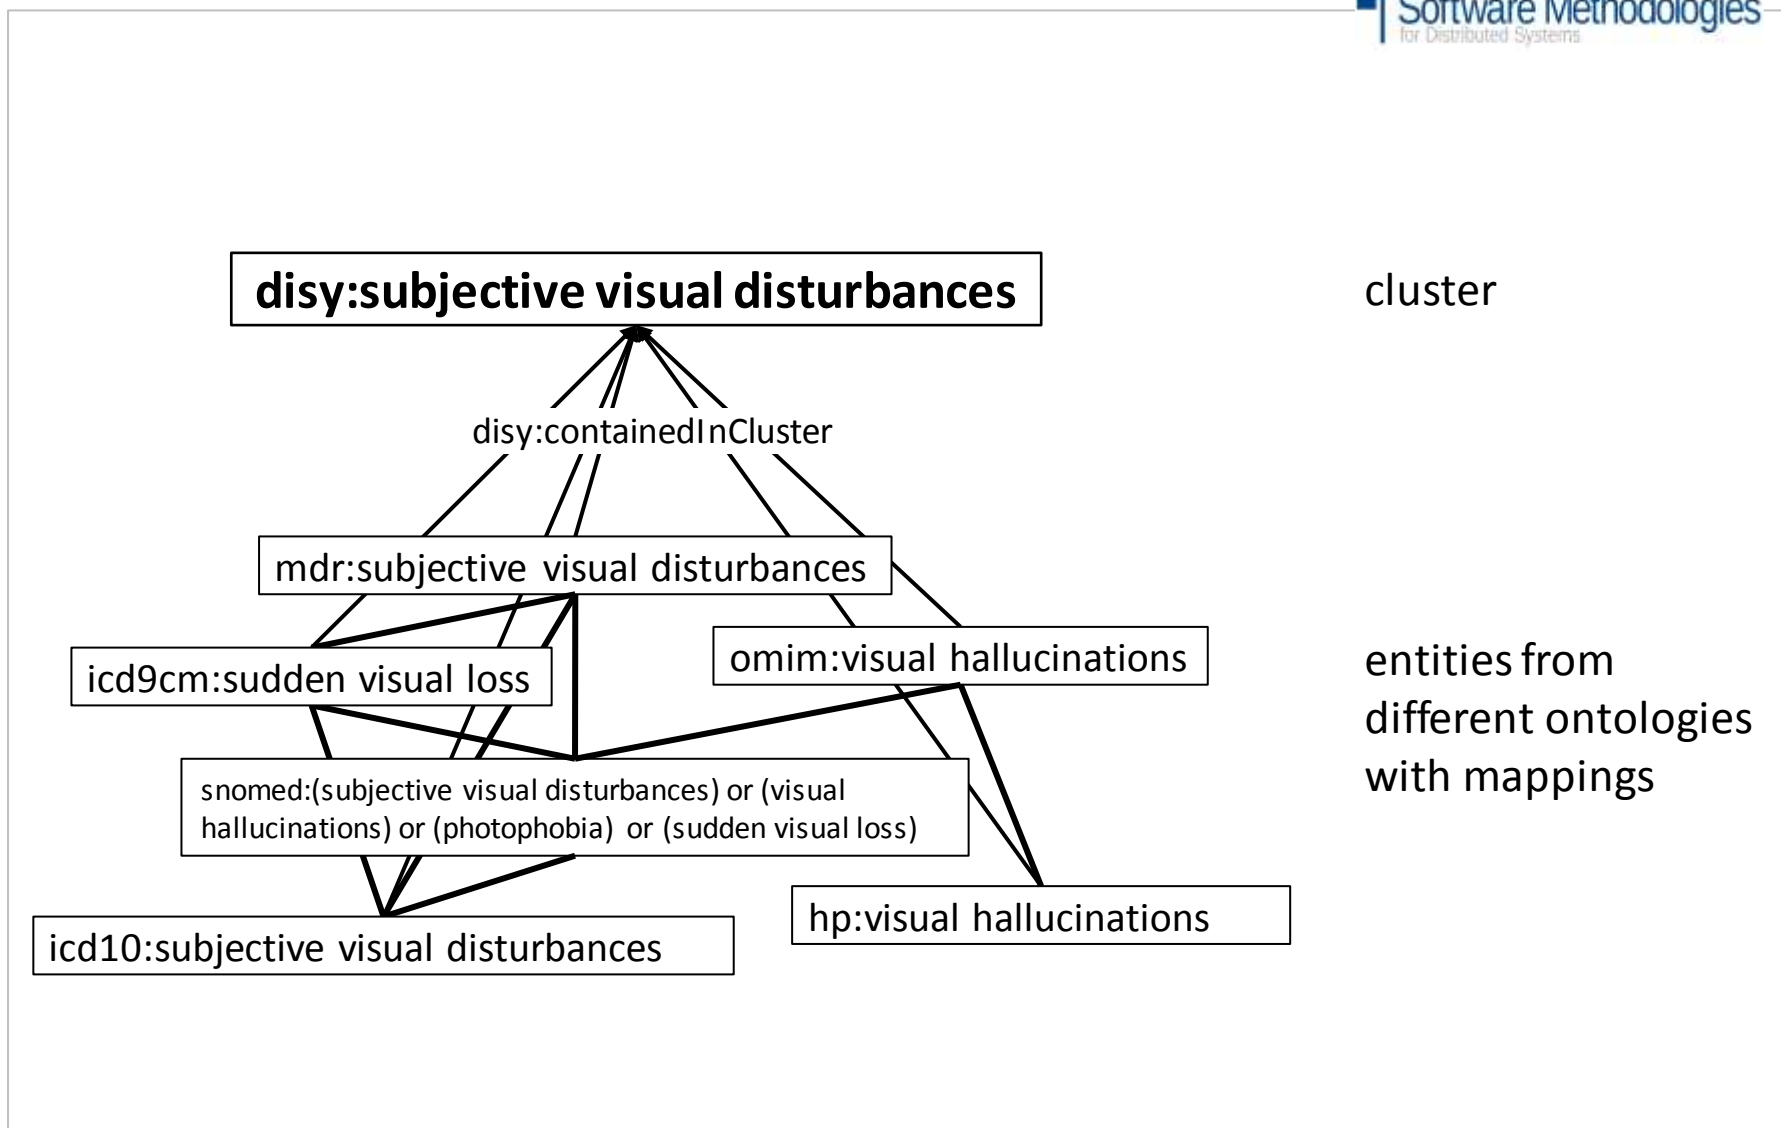 Software Methodologies
for Distributed Systems
disy:subjective visual disturbances
cluster
disy:containedInCluster
mdr:subjective visual disturbances
icd9cm:sudden visual loss
omim:visual hallucinations
entities from
different ontologies
with mappings
snomed:(subjective visual disturbances) or (visual
hallucinations) or (photophobia) or (sudden visual loss)
hp:visual hallucinations
icd10:subjective visual disturbances